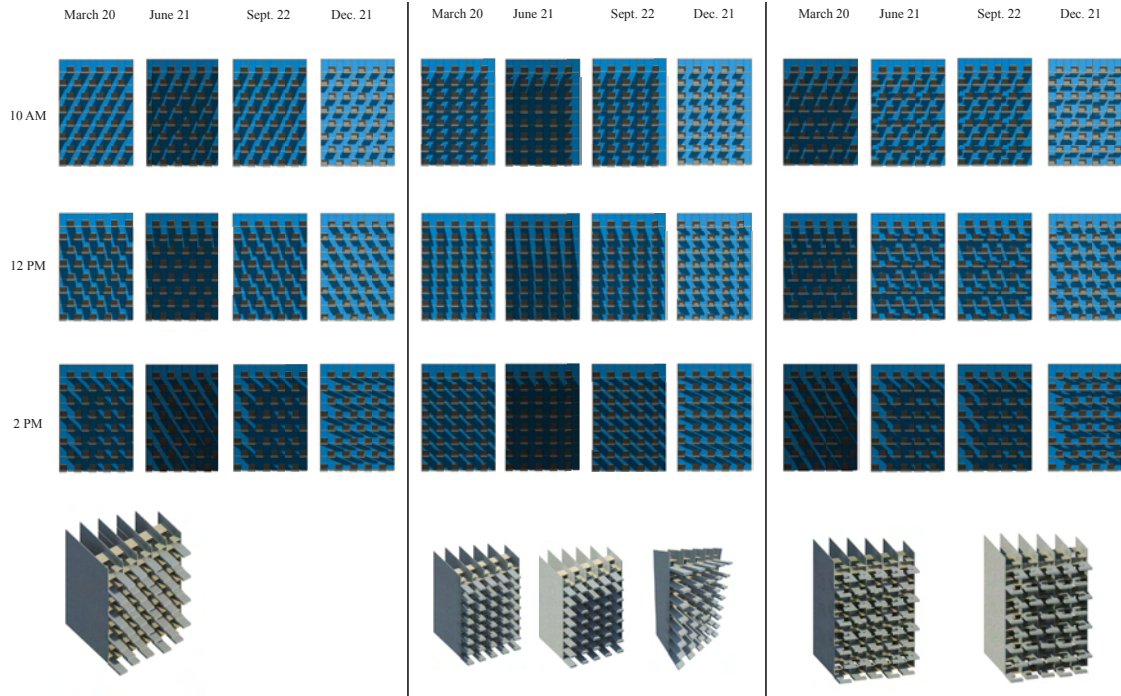 March 20 June 21 Sept. 22 Dec. 21 March 20 June 21 Sept. 22 Dec. 21 March 20 June 21 Sept. 22 Dec. 21
10 AM
12 PM
2 PM